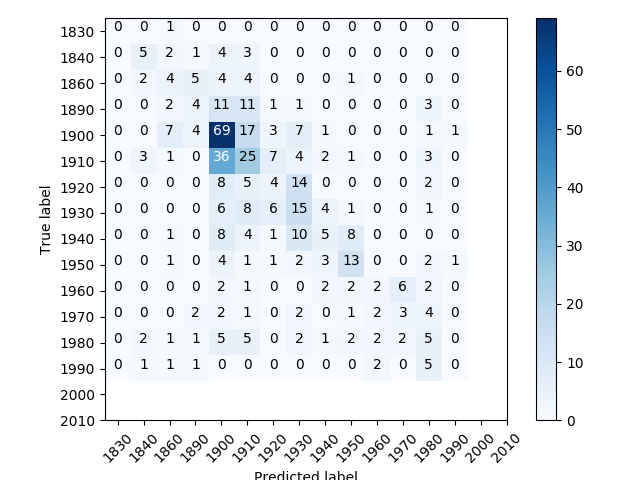 1830 0 0 1 0 0 0 0 0 0 0 0 0 0 0
1840 0 5 2 1 4 3 0 0 0 0 0 0 0 0
1860 0 2 4 5 4 4 0 0 0 1 0 0 0 0
1890 0 0 2 4 11 11 1 1 0 0 0 0 3 0
1900 0 0 7 4 69 17 3 7 1 0 0 0 1 1
1910 0 3 1 0 36 25 7 4 2 1 0 0 3 0
1920 0 0 0 0 8 5 4 14 0 0 0 0 2 0
1930 0 0 0 0 6 8 6 15 4 1 0 0 1 0
1940 0 0 1 0 8 4 1 10 5 8 0 0 0 0
1950 0 0 1 0 4 1 1 2 3 13 0 0 2 1
1960 0 0 0 0 2 1 0 0 2 2 2 6 2 0
1970 0 0 0 2 2 1 0 2 0 1 2 3 4 0
1980 0 2 1 1 5 5 0 2 1 2 2 2 5 0
1990 0 1 1 1 0 0 0 0 0 0 2 0 5 0
2000
2010
True label
1830 1840 1860 1890 1900 1910 1920 1930 1940 1950 1960 1970 1980 1990 2000 2010
Predicted label
60
50
40
30
20
10
0